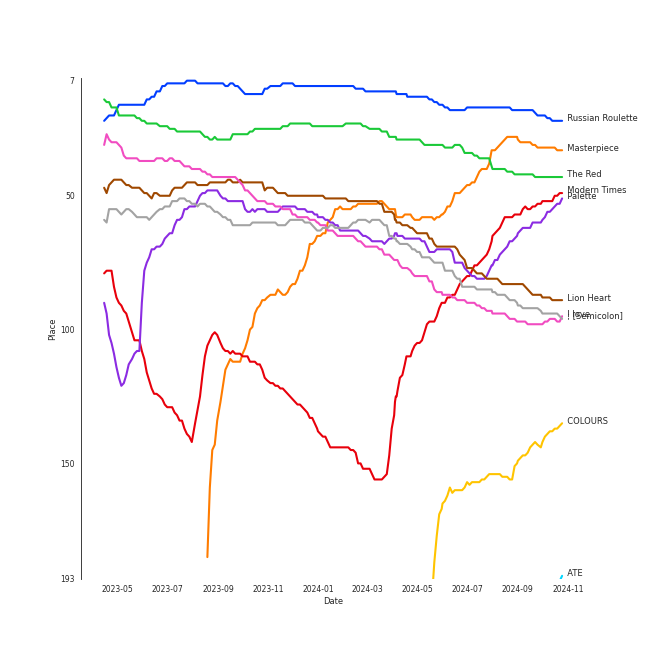 7
50
100
150
193
Place
2023-05
2023-07
2023-09
2023-11
2024-01
2024-03
2024-05
2024-07
2024-09
2024-11
Date
Russian Roulette
Masterpiece
The Red
Modern Times
Palette
Lion Heart
; [Semicolon]
COLOURS
ATE